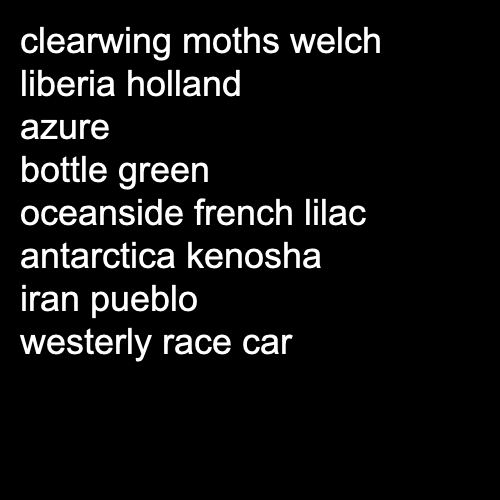 clearwing moths welch
liberia holland
azure
bottle green
oceanside french lilac
antarctica kenosha
iran pueblo
westerly race car